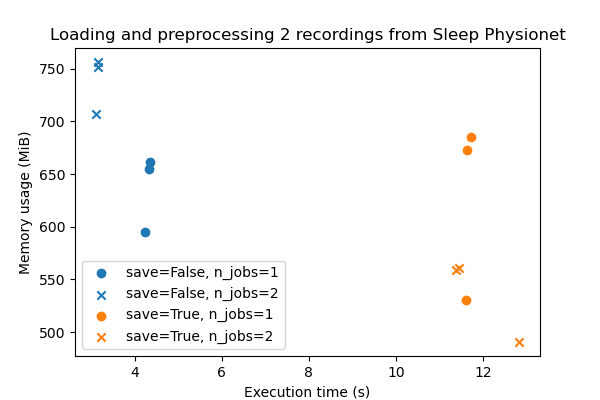 Loading and preprocessing 2 recordings from Sleep Physionet
750
700
650
600
550
500
Memory usage (MiB)
save=False, n_jobs=1
save=False, n_jobs=2
save=True, n_jobs=1
save=True, n_jobs=2
4 6 8 10 12
Execution time (s)